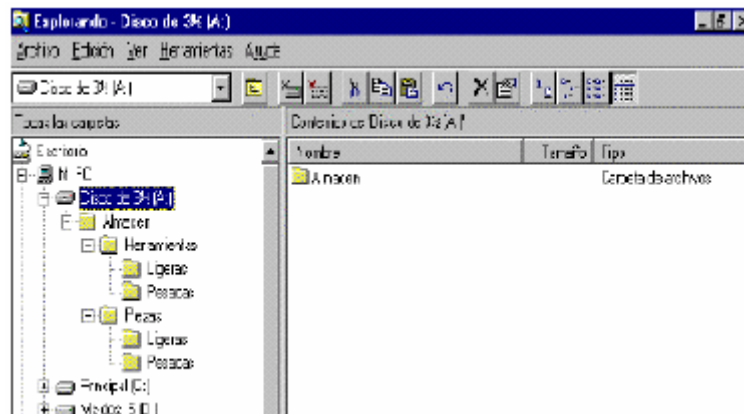 Explorando - Disco de 3½ (A:)
Archivo Edición Ver Herramientas Ayuda
Disco de 3½ (A:)
Todas las carpetas
Contenido de 'Disco de 3½ (A:)'
Escritorio
Mi PC
Disco de 3½ (A:)
Almacen
Herramientas
Ligeras
Pesadas
Piezas
Ligeras
Pesadas
Principal (C:)
Nombre Tamaño Tipo
Almacen Carpeta de archivos